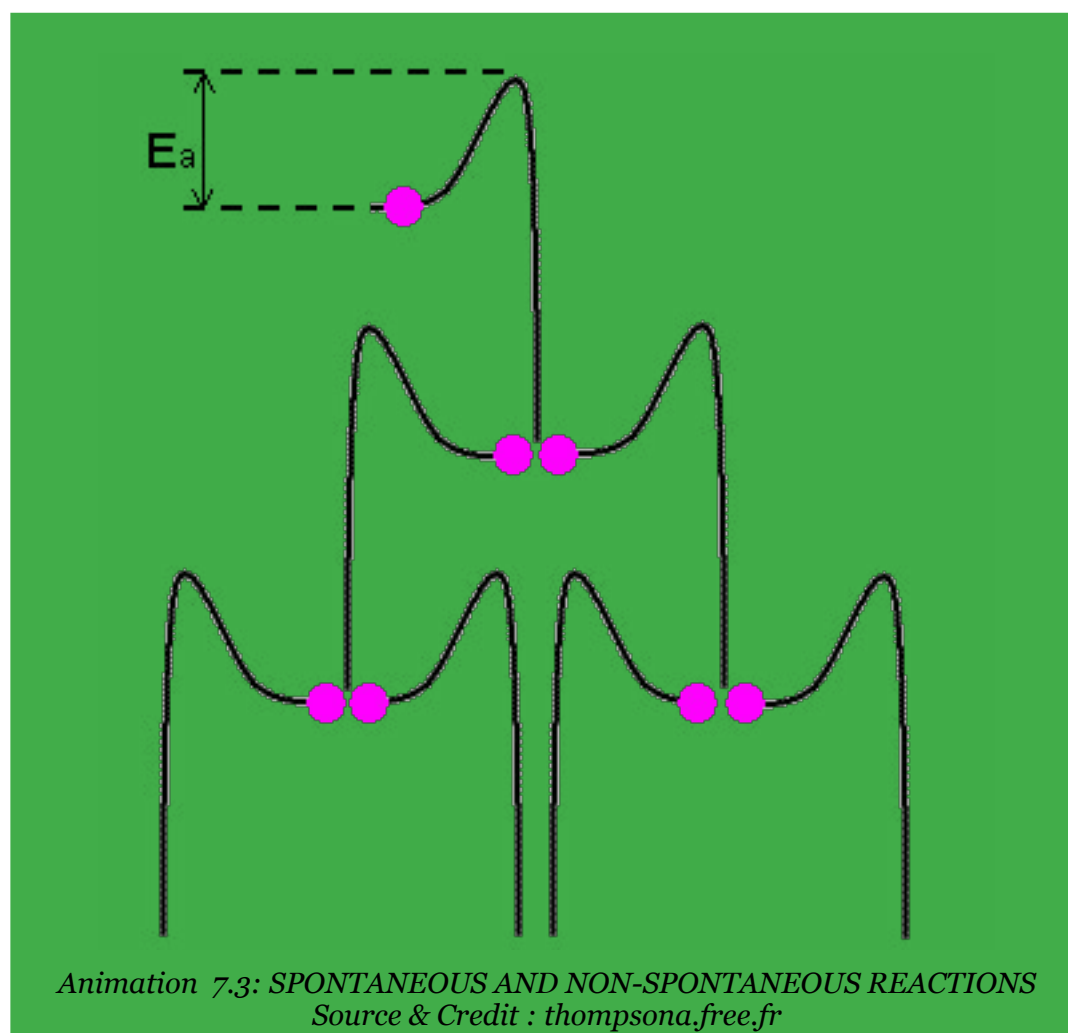 Ea
Animation 7.3: SPONTANEOUS AND NON-SPONTANEOUS REACTIONS
Source & Credit : thompsona.free.fr